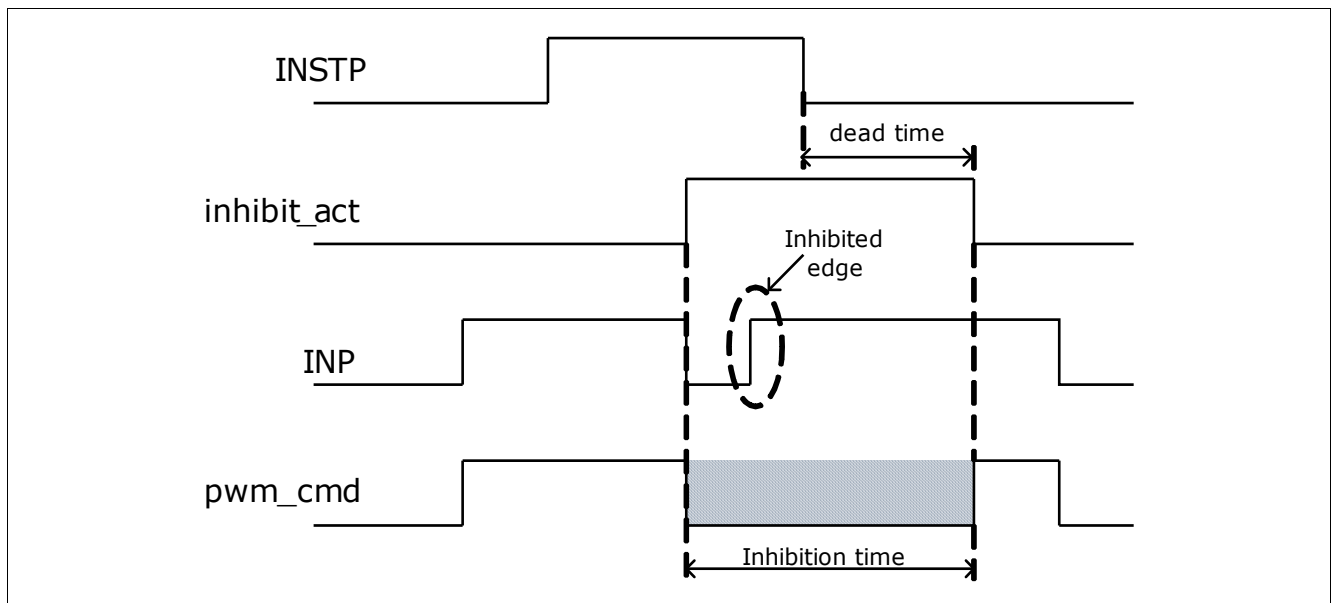 INSTP
dead time
inhibit_act
Inhibited
edge
INP
pwm_cmd
Inhibition time